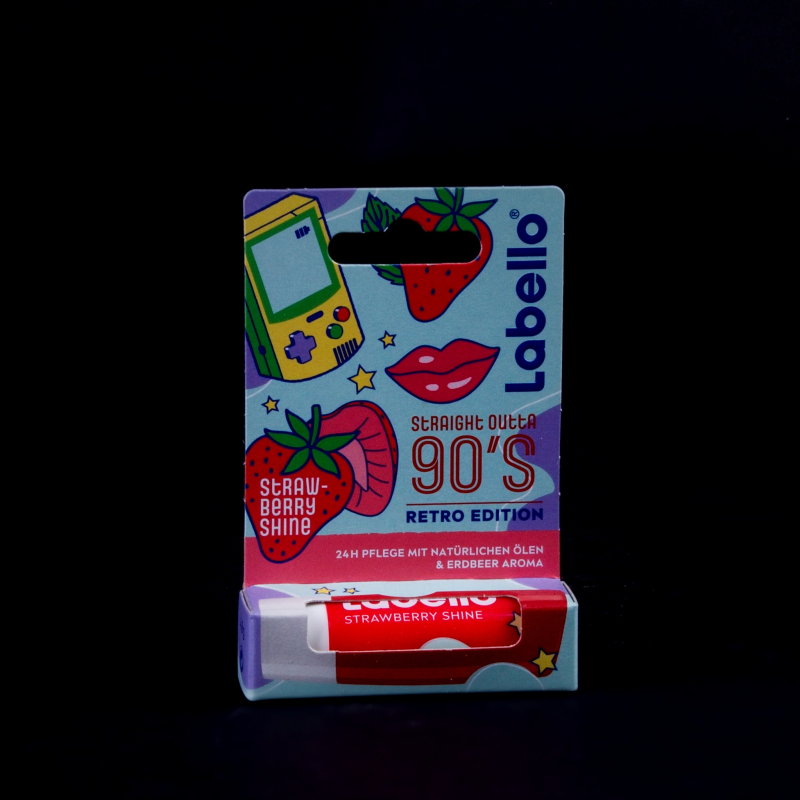 Labello®
STRAIGHT OUTTA
90'S
RETRO EDITION
STRAW-
BERRY
SHINE
24H PFLEGE MIT NATÜRLICHEN ÖLEN
& ERDBEER AROMA
Labello
STRAWBERRY SHINE